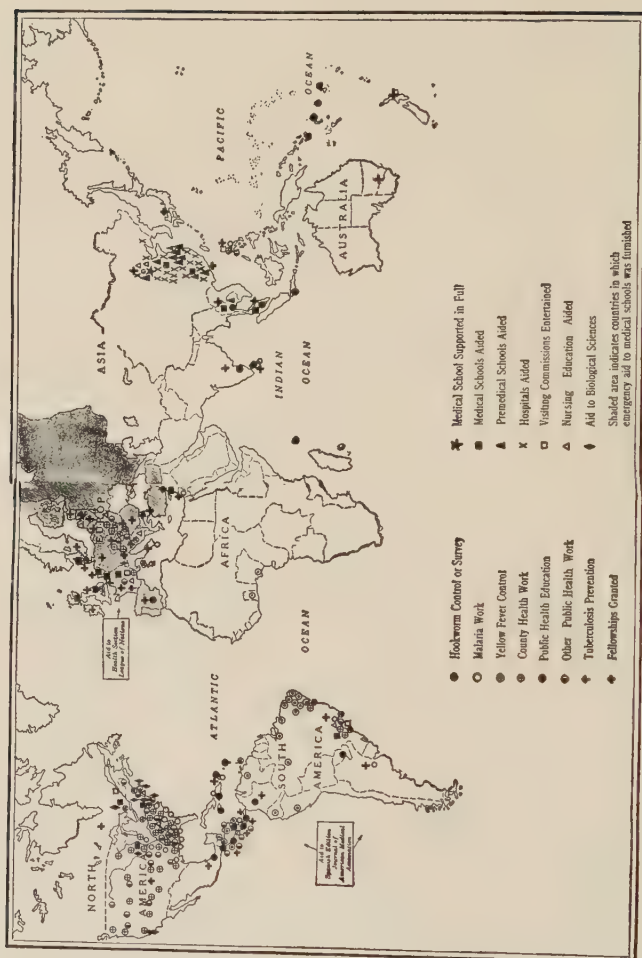 NORTH
AMERICA
ATLANTIC
OCEAN
SOUTH
AMERICA
Aid to
Health Section
League of Nations
Aid to
Spanish Edition
Journal of
American Medical
Association
EUROPE
AFRICA
ASIA
INDIAN
OCEAN
PACIFIC
OCEAN
AUSTRALIA
Hookworm Control or Survey
Malaria Work
Yellow Fever Control
County Health Work
Public Health Education
Other Public Health Work
Tuberculosis Prevention
Fellowships Granted
Medical School Supported in Full
Medical Schools Aided
Premedical Schools Aided
x Hospitals Aided
Visiting Commissions Entertained
Nursing Education Aided
Aid to Biological Sciences
Shaded area indicates countries in which
emergency aid to medical schools was furnished